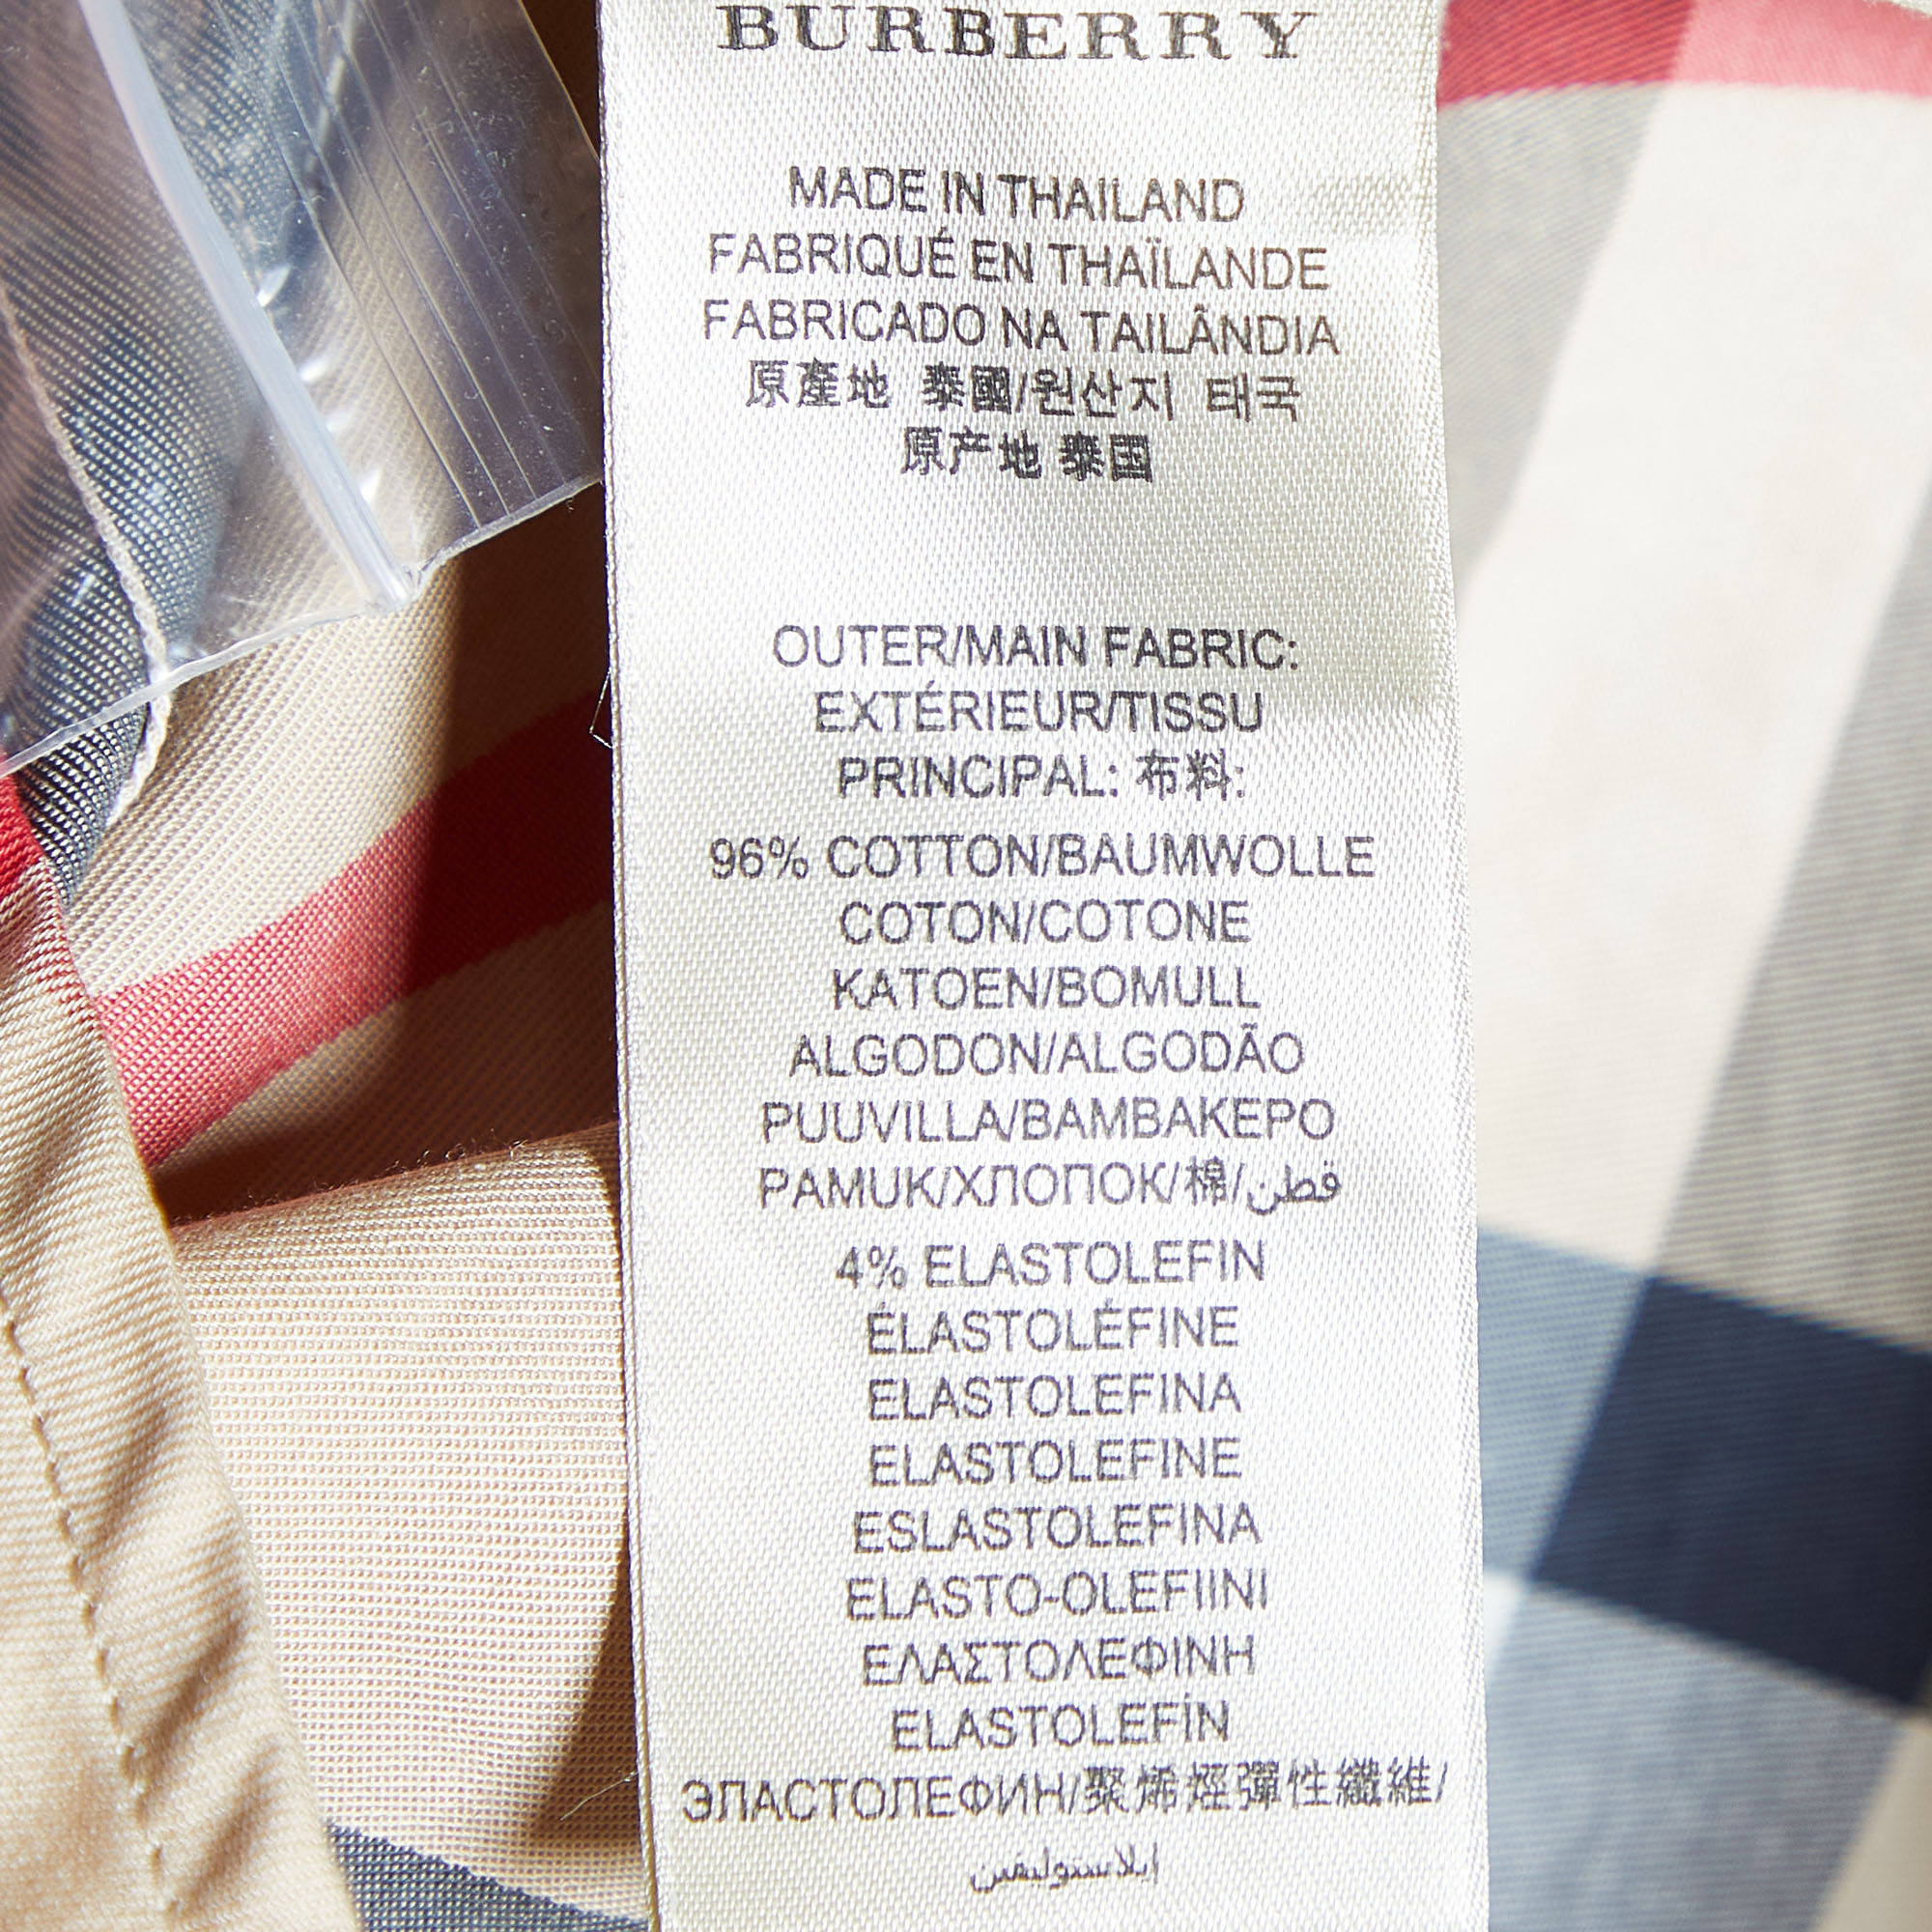 BURBERRY
MADE IN THAILAND
FABRIQUÉ EN THAÏLANDE
FABRICADO NA TAILÂNDIA
原產地 泰國/원산지 태국
原产地 泰国
OUTER/MAIN FABRIC:
EXTÉRIEUR/TISSU
PRINCIPAL: 布料:
96% COTTON/BAUMWOLLE
COTON/COTONE
KATOEN/BOMULL
ALGODON/ALGODÃO
PUUVILLA/ΒΑΜΒΑΚΕΡΟ
PAMUK/ХЛОПОК/棉/قطن
4% ELASTOLEFIN
ÉLASTOLÉFINE
ELASTOLEFINA
ELASTOLEFINE
ESLASTOLEFINA
ELASTO-OLEFIINI
ΕΛΑΣΤΟΛΕΦΙΝΗ
ELASTOLEFİN
ЭЛАСТОЛЕФИН/聚烯烴彈性纖維/
إيلاستوليفين